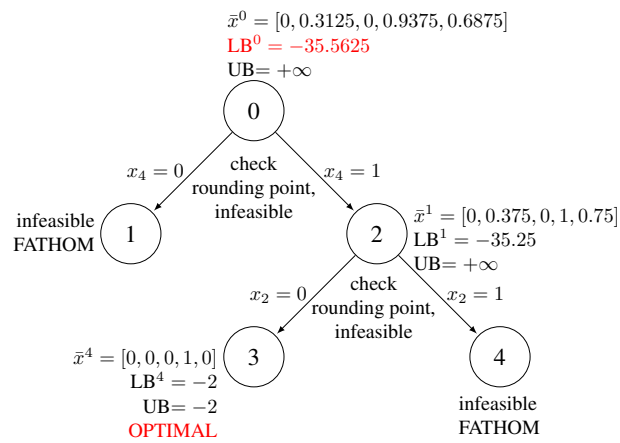 x̄⁰ = [0, 0.3125, 0, 0.9375, 0.6875]
LB⁰ = −35.5625
UB= +∞
0
x₄ = 0
check
rounding point,
infeasible
x₄ = 1
infeasible
FATHOM
1
2
x̄¹ = [0, 0.375, 0, 1, 0.75]
LB¹ = −35.25
UB= +∞
x₂ = 0
check
rounding point,
infeasible
x₂ = 1
x̄⁴ = [0, 0, 0, 1, 0]
LB⁴ = −2
UB= −2
OPTIMAL
3
4
infeasible
FATHOM